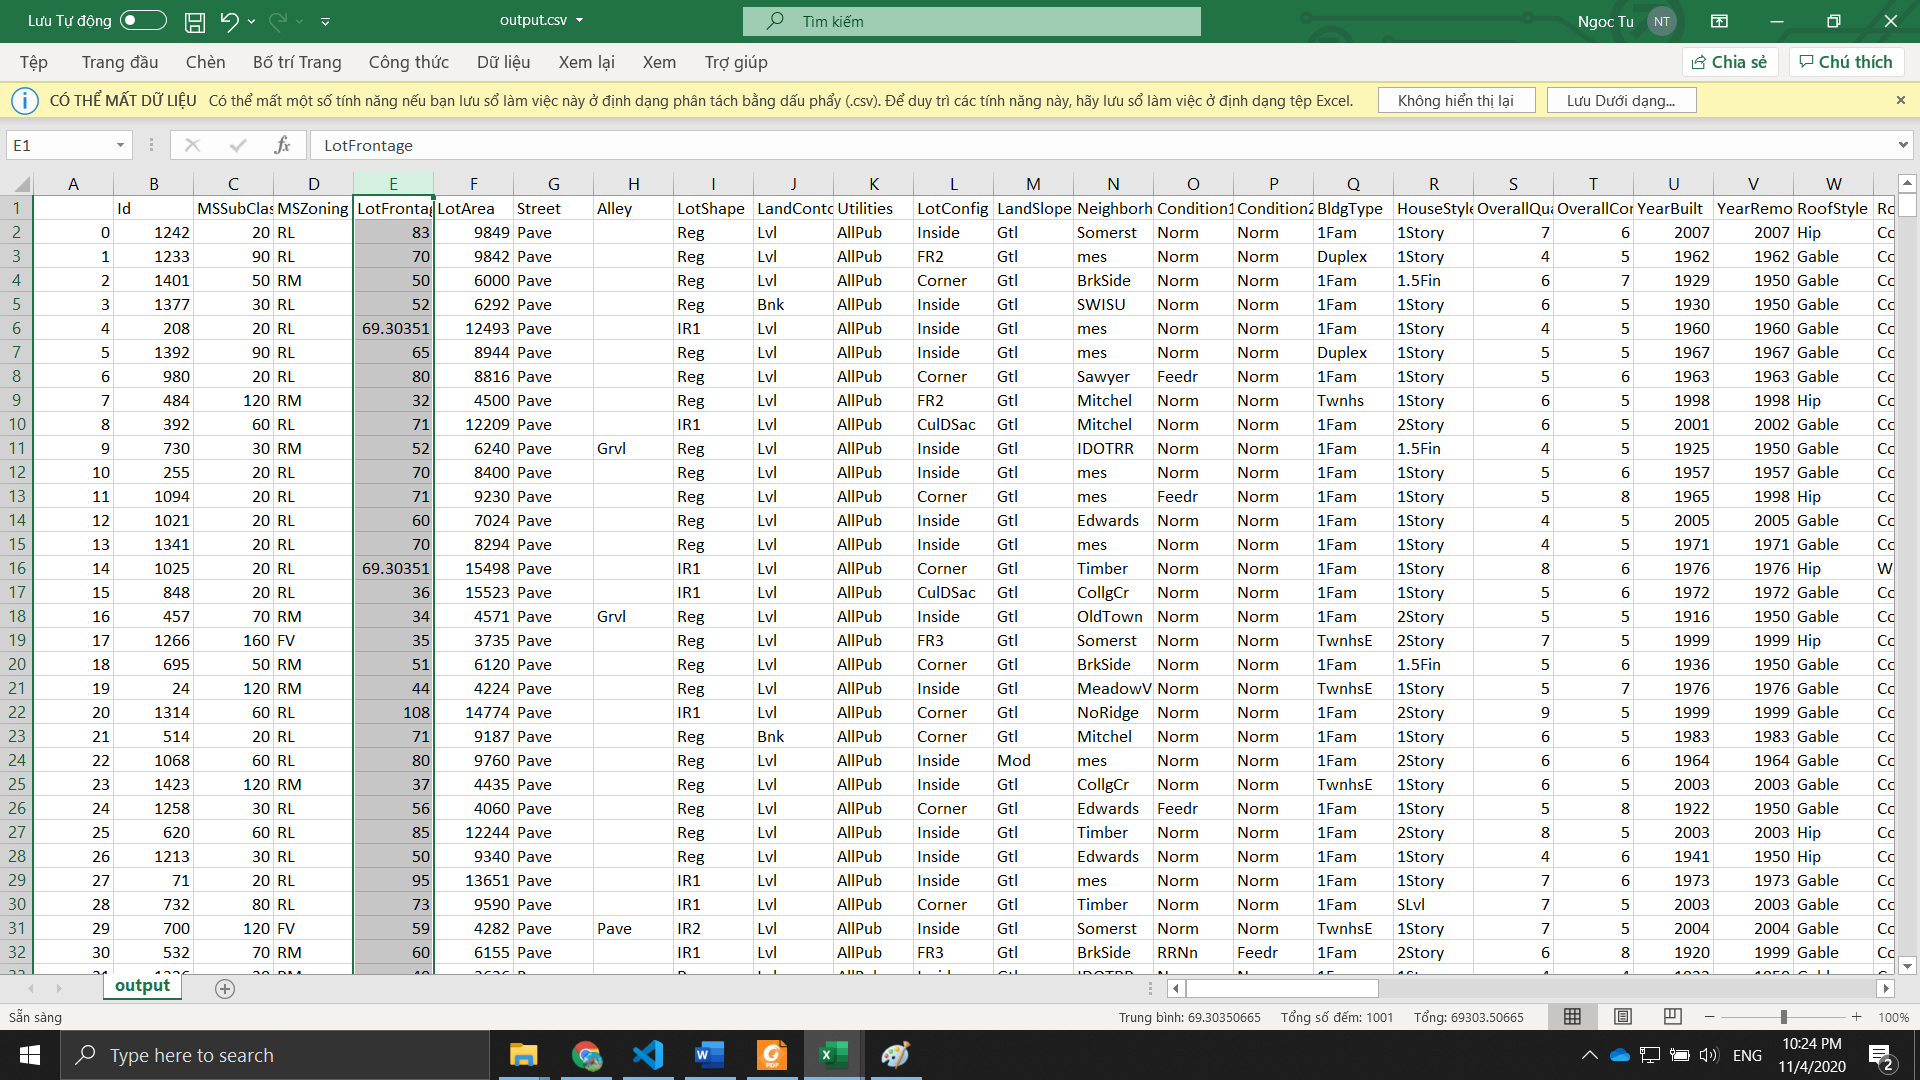 Lưu Tự động output.csv Tìm kiếm Ngoc Tu NT
Tệp Trang đầu Chèn Bố trí Trang Công thức Dữ liệu Xem lại Xem Trợ giúp Chia sẻ Chú thích
CÓ THỂ MẤT DỮ LIỆU Có thể mất một số tính năng nếu bạn lưu sổ làm việc này ở định dạng phân tách bằng dấu phẩy (.csv). Để duy trì các tính năng này, hãy lưu sổ làm việc ở định dạng tệp Excel. Không hiển thị lại Lưu Dưới dạng...
E1 fx LotFrontage
A B C D E F G H I J K L M N O P Q R S T U V W
1 Id MSSubClas MSZoning LotFrontag LotArea Street Alley LotShape LandConto Utilities LotConfig LandSlope Neighborh Condition1 Condition2 BldgType HouseStyle OverallQua OverallCon YearBuilt YearRemo RoofStyle Ro
2 0 1242 20 RL 83 9849 Pave Reg Lvl AllPub Inside Gtl Somerst Norm Norm 1Fam 1Story 7 6 2007 2007 Hip Co
3 1 1233 90 RL 70 9842 Pave Reg Lvl AllPub FR2 Gtl mes Norm Norm Duplex 1Story 4 5 1962 1962 Gable Co
4 2 1401 50 RM 50 6000 Pave Reg Lvl AllPub Corner Gtl BrkSide Norm Norm 1Fam 1.5Fin 6 7 1929 1950 Gable Co
5 3 1377 30 RL 52 6292 Pave Reg Bnk AllPub Inside Gtl SWISU Norm Norm 1Fam 1Story 6 5 1930 1950 Gable Co
6 4 208 20 RL 69.30351 12493 Pave IR1 Lvl AllPub Inside Gtl mes Norm Norm 1Fam 1Story 4 5 1960 1960 Gable Co
7 5 1392 90 RL 65 8944 Pave Reg Lvl AllPub Inside Gtl mes Norm Norm Duplex 1Story 5 5 1967 1967 Gable Co
8 6 980 20 RL 80 8816 Pave Reg Lvl AllPub Corner Gtl Sawyer Feedr Norm 1Fam 1Story 5 6 1963 1963 Gable Co
9 7 484 120 RM 32 4500 Pave Reg Lvl AllPub FR2 Gtl Mitchel Norm Norm Twnhs 1Story 6 5 1998 1998 Hip Co
10 8 392 60 RL 71 12209 Pave IR1 Lvl AllPub CulDSac Gtl Mitchel Norm Norm 1Fam 2Story 6 5 2001 2002 Gable Co
11 9 730 30 RM 52 6240 Pave Grvl Reg Lvl AllPub Inside Gtl IDOTRR Norm Norm 1Fam 1.5Fin 4 5 1925 1950 Gable Co
12 10 255 20 RL 70 8400 Pave Reg Lvl AllPub Inside Gtl mes Norm Norm 1Fam 1Story 5 6 1957 1957 Gable Co
13 11 1094 20 RL 71 9230 Pave Reg Lvl AllPub Corner Gtl mes Feedr Norm 1Fam 1Story 5 8 1965 1998 Hip Co
14 12 1021 20 RL 60 7024 Pave Reg Lvl AllPub Inside Gtl Edwards Norm Norm 1Fam 1Story 4 5 2005 2005 Gable Co
15 13 1341 20 RL 70 8294 Pave Reg Lvl AllPub Inside Gtl mes Norm Norm 1Fam 1Story 4 5 1971 1971 Gable Co
16 14 1025 20 RL 69.30351 15498 Pave IR1 Lvl AllPub Corner Gtl Timber Norm Norm 1Fam 1Story 8 6 1976 1976 Hip W
17 15 848 20 RL 36 15523 Pave IR1 Lvl AllPub CulDSac Gtl CollgCr Norm Norm 1Fam 1Story 5 6 1972 1972 Gable Co
18 16 457 70 RM 34 4571 Pave Grvl Reg Lvl AllPub Inside Gtl OldTown Norm Norm 1Fam 2Story 5 5 1916 1950 Gable Co
19 17 1266 160 FV 35 3735 Pave Reg Lvl AllPub FR3 Gtl Somerst Norm Norm TwnhsE 2Story 7 5 1999 1999 Hip Co
20 18 695 50 RM 51 6120 Pave Reg Lvl AllPub Corner Gtl BrkSide Norm Norm 1Fam 1.5Fin 5 6 1936 1950 Gable Co
21 19 24 120 RM 44 4224 Pave Reg Lvl AllPub Inside Gtl MeadowV Norm Norm TwnhsE 1Story 5 7 1976 1976 Gable Co
22 20 1314 60 RL 108 14774 Pave IR1 Lvl AllPub Corner Gtl NoRidge Norm Norm 1Fam 2Story 9 5 1999 1999 Gable Co
23 21 514 20 RL 71 9187 Pave Reg Bnk AllPub Corner Gtl Mitchel Norm Norm 1Fam 1Story 6 5 1983 1983 Gable Co
24 22 1068 60 RL 80 9760 Pave Reg Lvl AllPub Inside Mod mes Norm Norm 1Fam 2Story 6 6 1964 1964 Gable Co
25 23 1423 120 RM 37 4435 Pave Reg Lvl AllPub Inside Gtl CollgCr Norm Norm TwnhsE 1Story 6 5 2003 2003 Gable Co
26 24 1258 30 RL 56 4060 Pave Reg Lvl AllPub Corner Gtl Edwards Feedr Norm 1Fam 1Story 5 8 1922 1950 Gable Co
27 25 620 60 RL 85 12244 Pave Reg Lvl AllPub Inside Gtl Timber Norm Norm 1Fam 2Story 8 5 2003 2003 Hip Co
28 26 1213 30 RL 50 9340 Pave Reg Lvl AllPub Inside Gtl Edwards Norm Norm 1Fam 1Story 4 6 1941 1950 Hip Co
29 27 71 20 RL 95 13651 Pave IR1 Lvl AllPub Inside Gtl mes Norm Norm 1Fam 1Story 7 6 1973 1973 Gable Co
30 28 732 80 RL 73 9590 Pave IR1 Lvl AllPub Corner Gtl Timber Norm Norm 1Fam SLvl 7 5 2003 2003 Gable Co
31 29 700 120 FV 59 4282 Pave Pave IR2 Lvl AllPub Inside Gtl Somerst Norm Norm TwnhsE 1Story 7 5 2004 2004 Gable Co
32 30 532 70 RM 60 6155 Pave IR1 Lvl AllPub FR3 Gtl BrkSide RRNn Feedr 1Fam 2Story 6 8 1920 1999 Gable Co
output
Sẵn sàng Trung bình: 69.30350665 Tổng số đếm: 1001 Tổng: 69303.50665 100%
Type here to search ENG 10:24 PM
11/4/2020 2